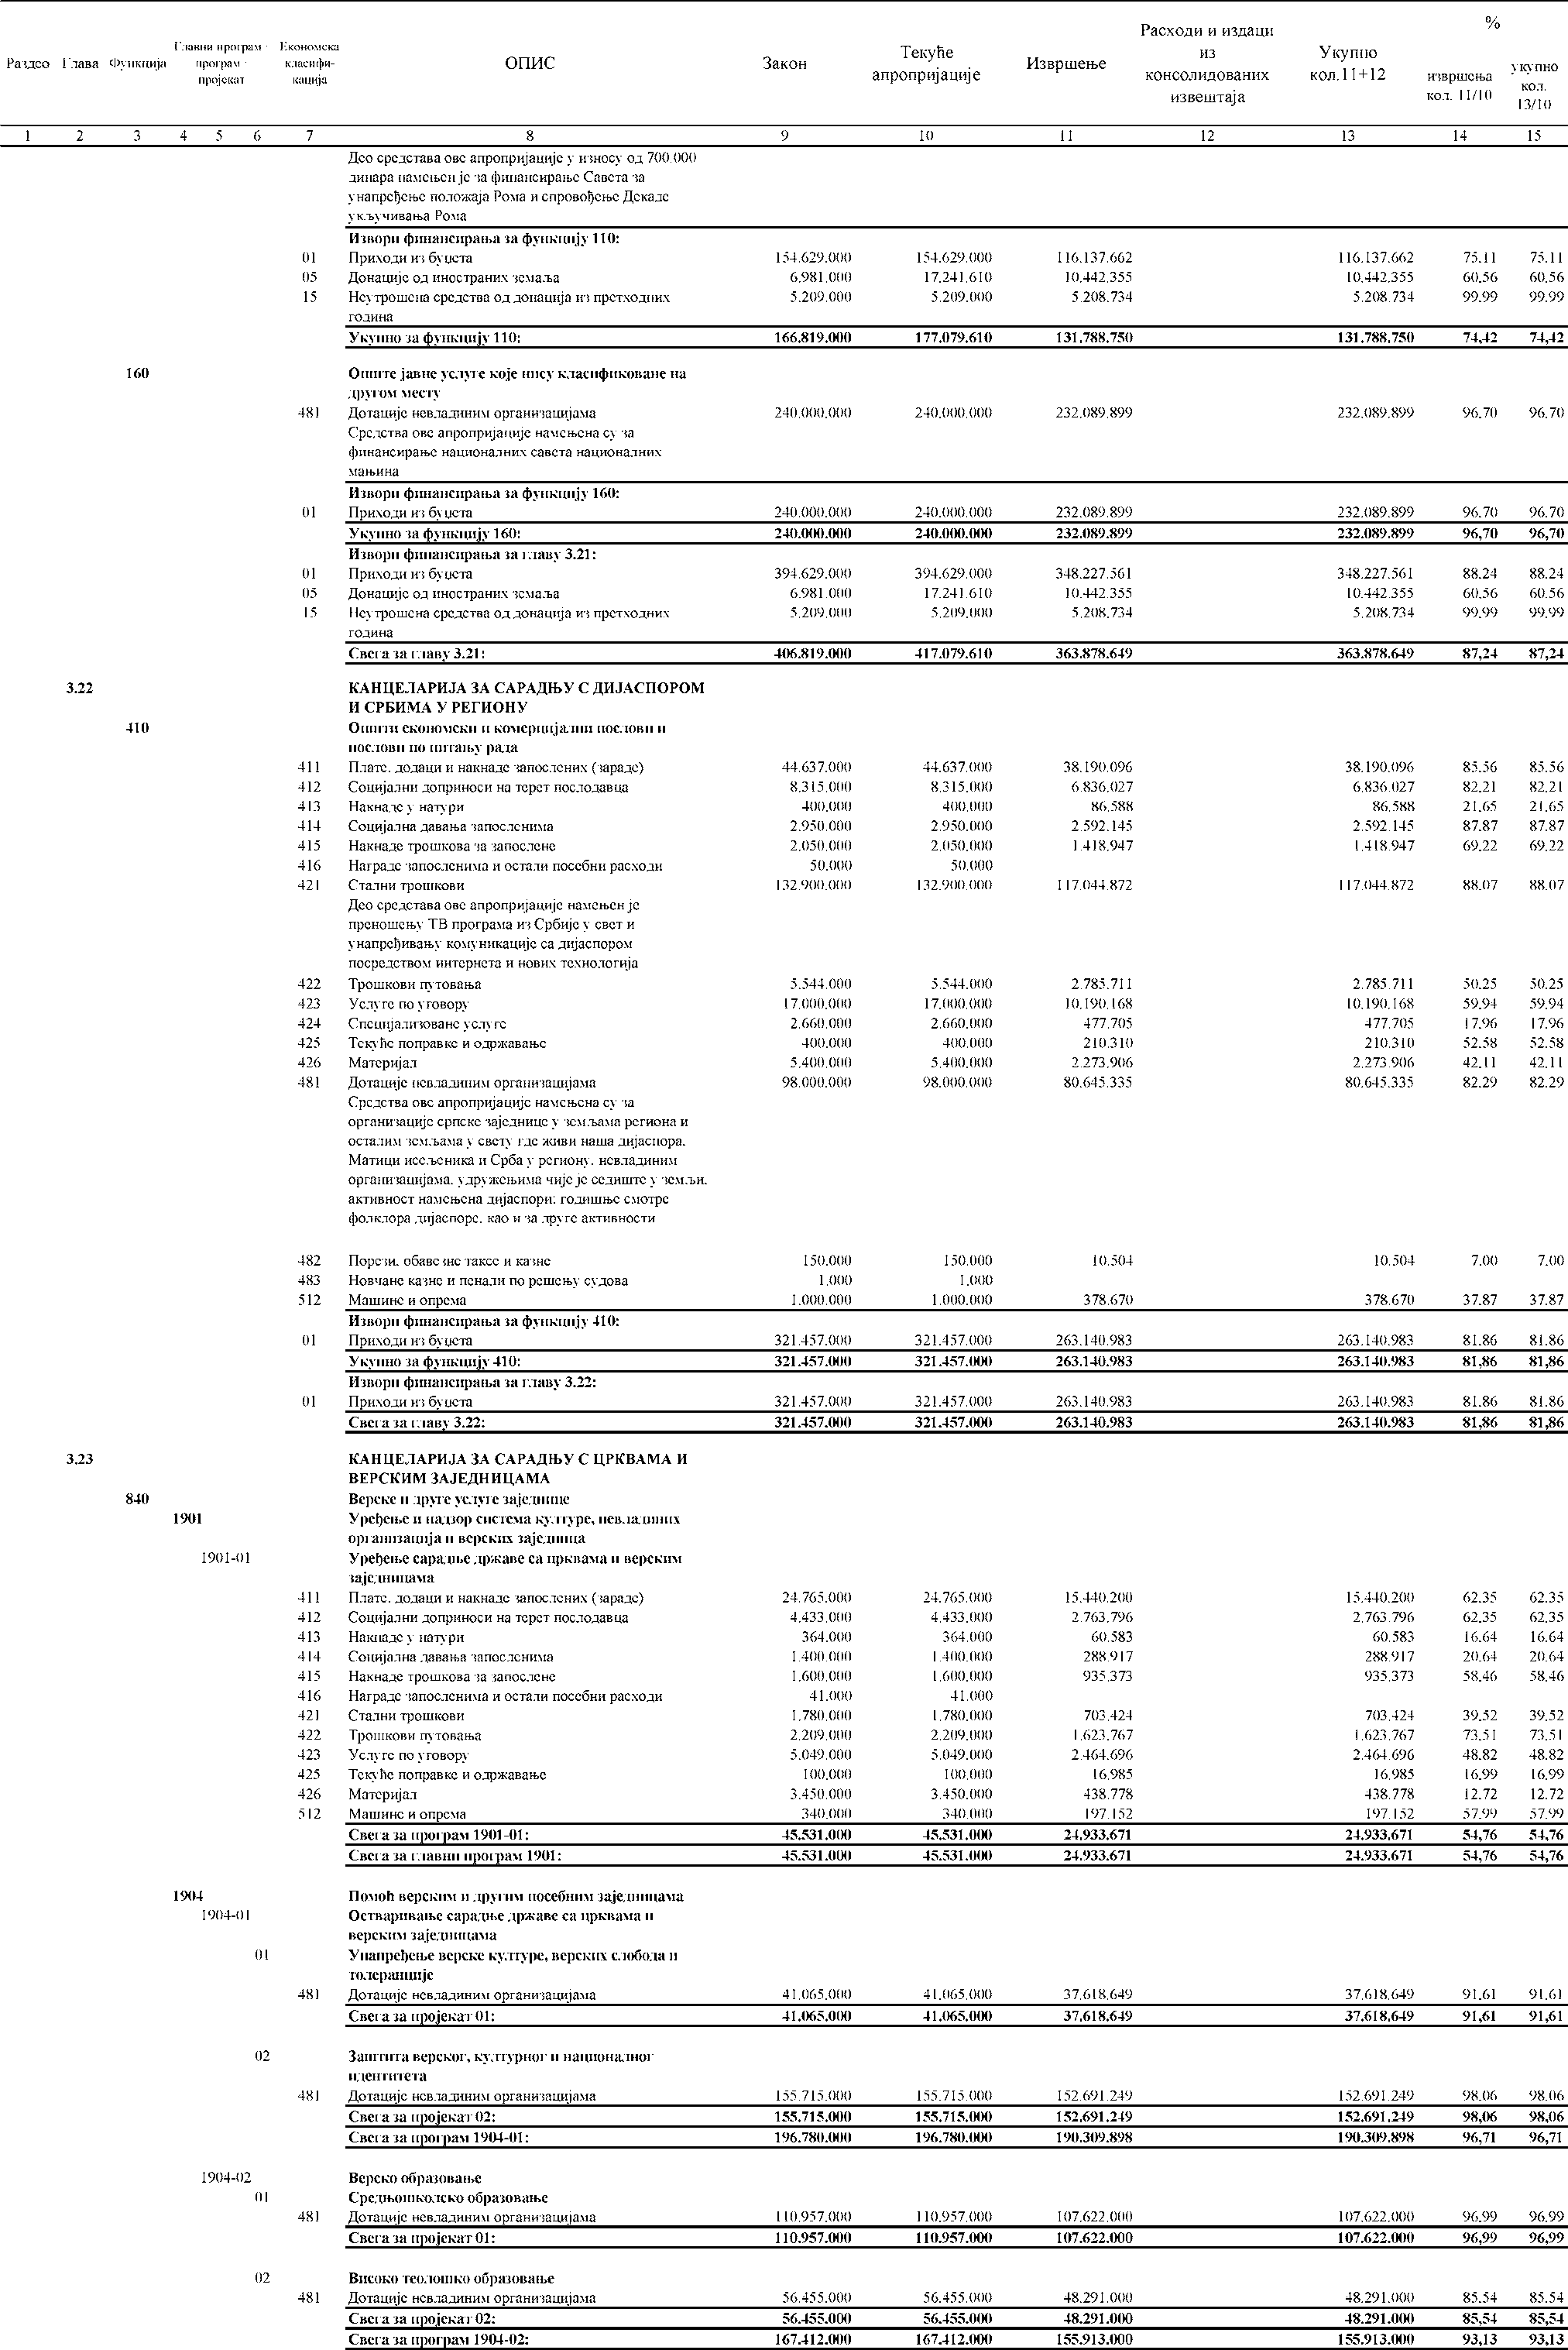 Раздео Глава Функција Главни програм - програм - пројекат Економска класифи-кација ОПИС Закон Текуће апропријације Извршење Расходи и издаци из консолидованих извештаја Укупно кол.11+12 % извршења кол. 11/10 укупно кол. 13/10
1 2 3 4 5 6 7 8 9 10 11 12 13 14 15
Део средстава ове апропријације у износу од 700.000
динара намењен је за финансирање Савета за
унапређење положаја Рома и спровођење Декаде
укључивања Рома
Извори финансирања за функцију 110:
01 Приходи из буџета 154.629.000 154.629.000 116.137.662 116.137.662 75,11 75,11
05 Донације од иностраних земаља 6.981.000 17.241.610 10.442.355 10.442.355 60,56 60,56
15 Неутрошена средства од донација из претходних 5.209.000 5.209.000 5.208.734 5.208.734 99,99 99,99
година
Укупно за функцију 110: 166.819.000 177.079.610 131.788.750 131.788.750 74,42 74,42
160 Опште јавне услуге које нису класификоване на
другом месту
481 Дотације невладиним организацијама 240.000.000 240.000.000 232.089.899 232.089.899 96,70 96,70
Средства ове апропријације намењена су за
финансирање националних савета националних
мањина
Извори финансирања за функцију 160:
01 Приходи из буџета 240.000.000 240.000.000 232.089.899 232.089.899 96,70 96,70
Укупно за функцију 160: 240.000.000 240.000.000 232.089.899 232.089.899 96,70 96,70
Извори финансирања за главу 3.21:
01 Приходи из буџета 394.629.000 394.629.000 348.227.561 348.227.561 88,24 88,24
05 Донације од иностраних земаља 6.981.000 17.241.610 10.442.355 10.442.355 60,56 60,56
15 Неутрошена средства од донација из претходних 5.209.000 5.209.000 5.208.734 5.208.734 99,99 99,99
година
Свега за главу 3.21: 406.819.000 417.079.610 363.878.649 363.878.649 87,24 87,24
3.22 КАНЦЕЛАРИЈА ЗА САРАДЊУ С ДИЈАСПОРОМ
И СРБИМА У РЕГИОНУ
410 Општи економски и комерцијални послови и
послови по питању рада
411 Плате, додаци и накнаде запослених (зараде) 44.637.000 44.637.000 38.190.096 38.190.096 85,56 85,56
412 Социјални доприноси на терет послодавца 8.315.000 8.315.000 6.836.027 6.836.027 82,21 82,21
413 Накнаде у натури 400.000 400.000 86.588 86.588 21,65 21,65
414 Социјална давања запосленима 2.950.000 2.950.000 2.592.145 2.592.145 87,87 87,87
415 Накнаде трошкова за запослене 2.050.000 2.050.000 1.418.947 1.418.947 69,22 69,22
416 Награде запосленима и остали посебни расходи 50.000 50.000
421 Стални трошкови 132.900.000 132.900.000 117.044.872 117.044.872 88,07 88,07
Део средстава ове апропријације намењен је
преношењу ТВ програма из Србије у свет и
унапређивању комуникације са дијаспором
посредством интернета и нових технологија
422 Трошкови путовања 5.544.000 5.544.000 2.785.711 2.785.711 50,25 50,25
423 Услуге по уговору 17.000.000 17.000.000 10.190.168 10.190.168 59,94 59,94
424 Специјализоване услуге 2.660.000 2.660.000 477.705 477.705 17,96 17,96
425 Текуће поправке и одржавање 400.000 400.000 210.310 210.310 52,58 52,58
426 Материјал 5.400.000 5.400.000 2.273.906 2.273.906 42,11 42,11
481 Дотације невладиним организацијама 98.000.000 98.000.000 80.645.335 80.645.335 82,29 82,29
Средства ове апропријације намењена су за
организације српске заједнице у земљама региона и
осталим земљама у свету где живи наша дијаспора,
Матици исељеника и Срба у региону, невладиним
организацијама, удружењима чије је седиште у земљи,
активност намењена дијаспори; годишње смотре
фолклора дијаспоре, као и за друге активности
482 Порези, обавезне таксе и казне 150.000 150.000 10.504 10.504 7,00 7,00
483 Новчане казне и пенали по решењу судова 1.000 1.000
512 Машине и опрема 1.000.000 1.000.000 378.670 378.670 37,87 37,87
Извори финансирања за функцију 410:
01 Приходи из буџета 321.457.000 321.457.000 263.140.983 263.140.983 81,86 81,86
Укупно за функцију 410: 321.457.000 321.457.000 263.140.983 263.140.983 81,86 81,86
Извори финансирања за главу 3.22:
01 Приходи из буџета 321.457.000 321.457.000 263.140.983 263.140.983 81,86 81,86
Свега за главу 3.22: 321.457.000 321.457.000 263.140.983 263.140.983 81,86 81,86
3.23 КАНЦЕЛАРИЈА ЗА САРАДЊУ С ЦРКВАМА И
ВЕРСКИМ ЗАЈЕДНИЦАМА
840 Верске и друге услуге заједнице
1901 Уређење и надзор система културе, невладиних
организација и верских заједница
1901-01 Уређење сарадње државе са црквама и верским
заједницама
411 Плате, додаци и накнаде запослених (зараде) 24.765.000 24.765.000 15.440.200 15.440.200 62,35 62,35
412 Социјални доприноси на терет послодавца 4.433.000 4.433.000 2.763.796 2.763.796 62,35 62,35
413 Накнаде у натури 364.000 364.000 60.583 60.583 16,64 16,64
414 Социјална давања запосленима 1.400.000 1.400.000 288.917 288.917 20,64 20,64
415 Накнаде трошкова за запослене 1.600.000 1.600.000 935.373 935.373 58,46 58,46
416 Награде запосленима и остали посебни расходи 41.000 41.000
421 Стални трошкови 1.780.000 1.780.000 703.424 703.424 39,52 39,52
422 Трошкови путовања 2.209.000 2.209.000 1.623.767 1.623.767 73,51 73,51
423 Услуге по уговору 5.049.000 5.049.000 2.464.696 2.464.696 48,82 48,82
425 Текуће поправке и одржавање 100.000 100.000 16.985 16.985 16,99 16,99
426 Материјал 3.450.000 3.450.000 438.778 438.778 12,72 12,72
512 Машине и опрема 340.000 340.000 197.152 197.152 57,99 57,99
Свега за програм 1901-01: 45.531.000 45.531.000 24.933.671 24.933.671 54,76 54,76
Свега за главни програм 1901: 45.531.000 45.531.000 24.933.671 24.933.671 54,76 54,76
1904 Помоћ верским и другим посебним заједницама
1904-01 Остваривање сарадње државе са црквама и
верским заједницама
01 Унапређење верске културе, верских слобода и
толеранције
481 Дотације невладиним организацијама 41.065.000 41.065.000 37.618.649 37.618.649 91,61 91,61
Свега за пројекат 01: 41.065.000 41.065.000 37.618.649 37.618.649 91,61 91,61
02 Заштита верског, културног и националног
идентитета
481 Дотације невладиним организацијама 155.715.000 155.715.000 152.691.249 152.691.249 98,06 98,06
Свега за пројекат 02: 155.715.000 155.715.000 152.691.249 152.691.249 98,06 98,06
Свега за програм 1904-01: 196.780.000 196.780.000 190.309.898 190.309.898 96,71 96,71
1904-02 Верско образовање
01 Средњошколско образовање
481 Дотације невладиним организацијама 110.957.000 110.957.000 107.622.000 107.622.000 96,99 96,99
Свега за пројекат 01: 110.957.000 110.957.000 107.622.000 107.622.000 96,99 96,99
02 Високо теолошко образовање
481 Дотације невладиним организацијама 56.455.000 56.455.000 48.291.000 48.291.000 85,54 85,54
Свега за пројекат 02: 56.455.000 56.455.000 48.291.000 48.291.000 85,54 85,54
Свега за програм 1904-02: 167.412.000 167.412.000 155.913.000 155.913.000 93,13 93,13